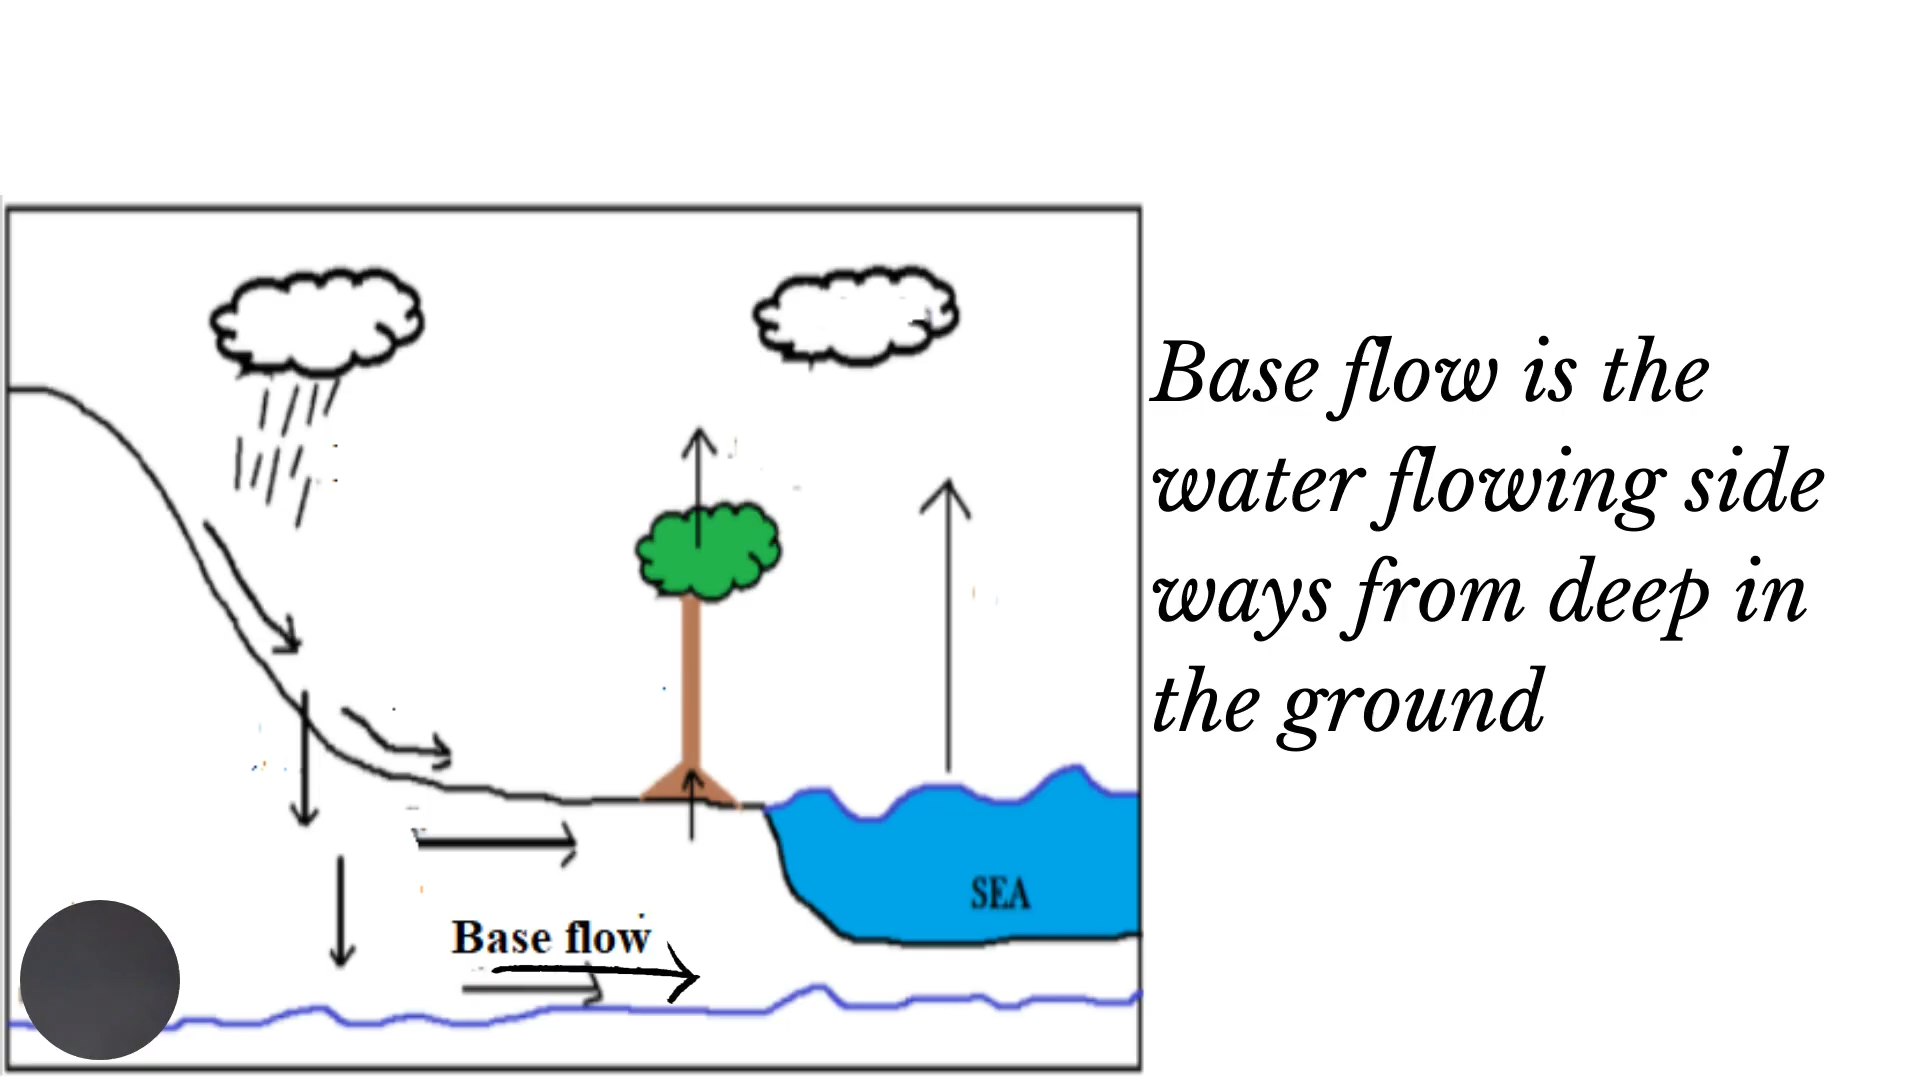 Base flow is the
water flowing side
ways from deep in
the ground
SEA
Base flow